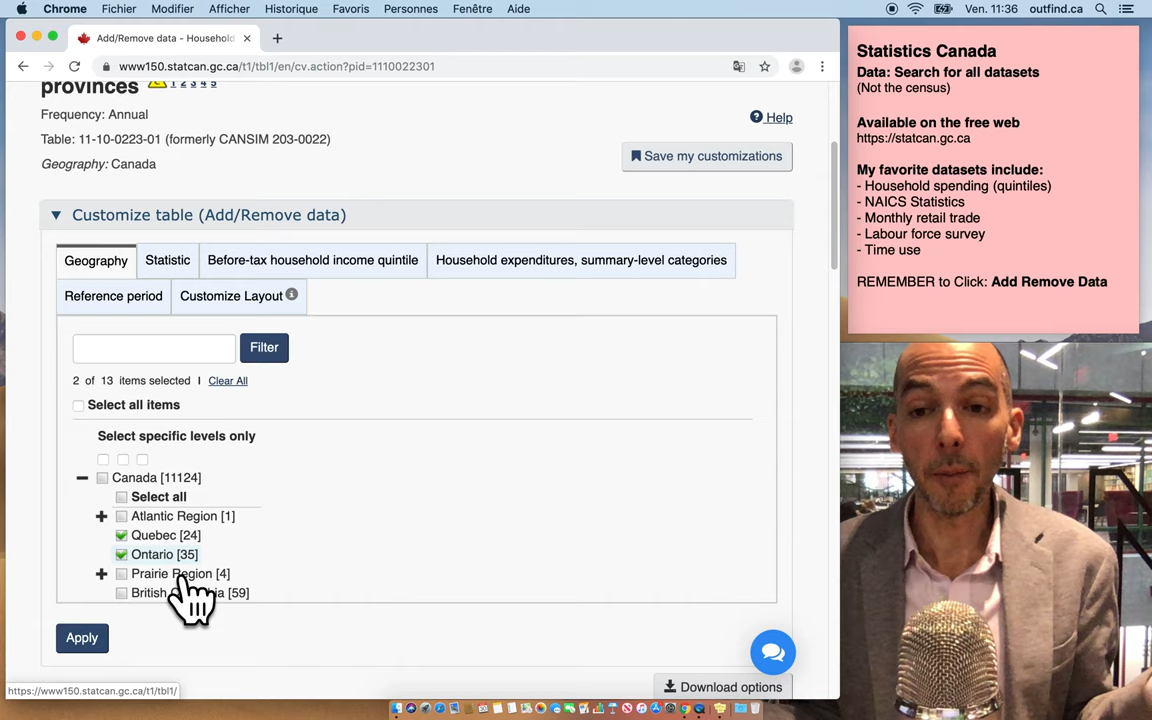 Chrome Fichier Modifier Afficher Historique Favoris Personnes Fenêtre Aide Ven. 11:36 outfind.ca
Add/Remove data - Household
www150.statcan.gc.ca/t1/tbl1/en/cv.action?pid=1110022301
provinces 1 2 3 4 5
Frequency: Annual
Help
Table: 11-10-0223-01 (formerly CANSIM 203-0022)
Save my customizations
Geography: Canada
Customize table (Add/Remove data)
Geography Statistic Before-tax household income quintile Household expenditures, summary-level categories
Reference period Customize Layout
Filter
2 of 13 items selected | Clear All
Select all items
Select specific levels only
Canada [11124]
Select all
Atlantic Region [1]
Quebec [24]
Ontario [35]
Prairie Region [4]
British [59]
Apply
Download options
https://www150.statcan.gc.ca/t1/tbl1/
Statistics Canada
Data: Search for all datasets
(Not the census)
Available on the free web
https://statcan.gc.ca
My favorite datasets include:
- Household spending (quintiles)
- NAICS Statistics
- Monthly retail trade
- Labour force survey
- Time use
REMEMBER to Click: Add Remove Data